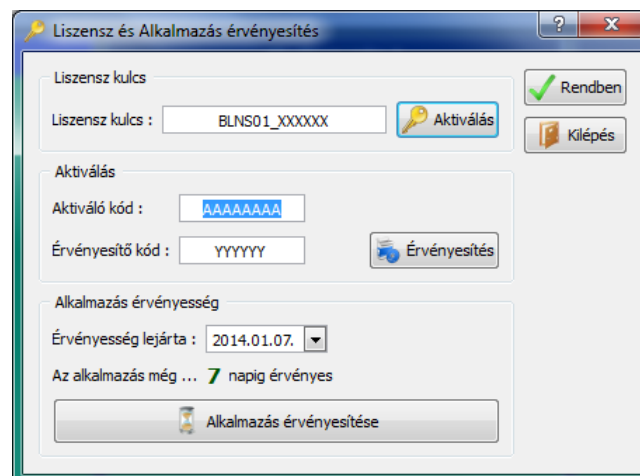 Liszensz és Alkalmazás érvényesítés
?
Liszensz kulcs
Liszensz kulcs : BLNS01_XXXXXX Aktiválás
Rendben
Kilépés
Aktiválás
Aktiváló kód : AAAAAAAA
Érvényesítő kód : YYYYYY Érvényesítés
Alkalmazás érvényesség
Érvényesség lejárta : 2014.01.07.
Az alkalmazás még ... 7 napig érvényes
Alkalmazás érvényesítése